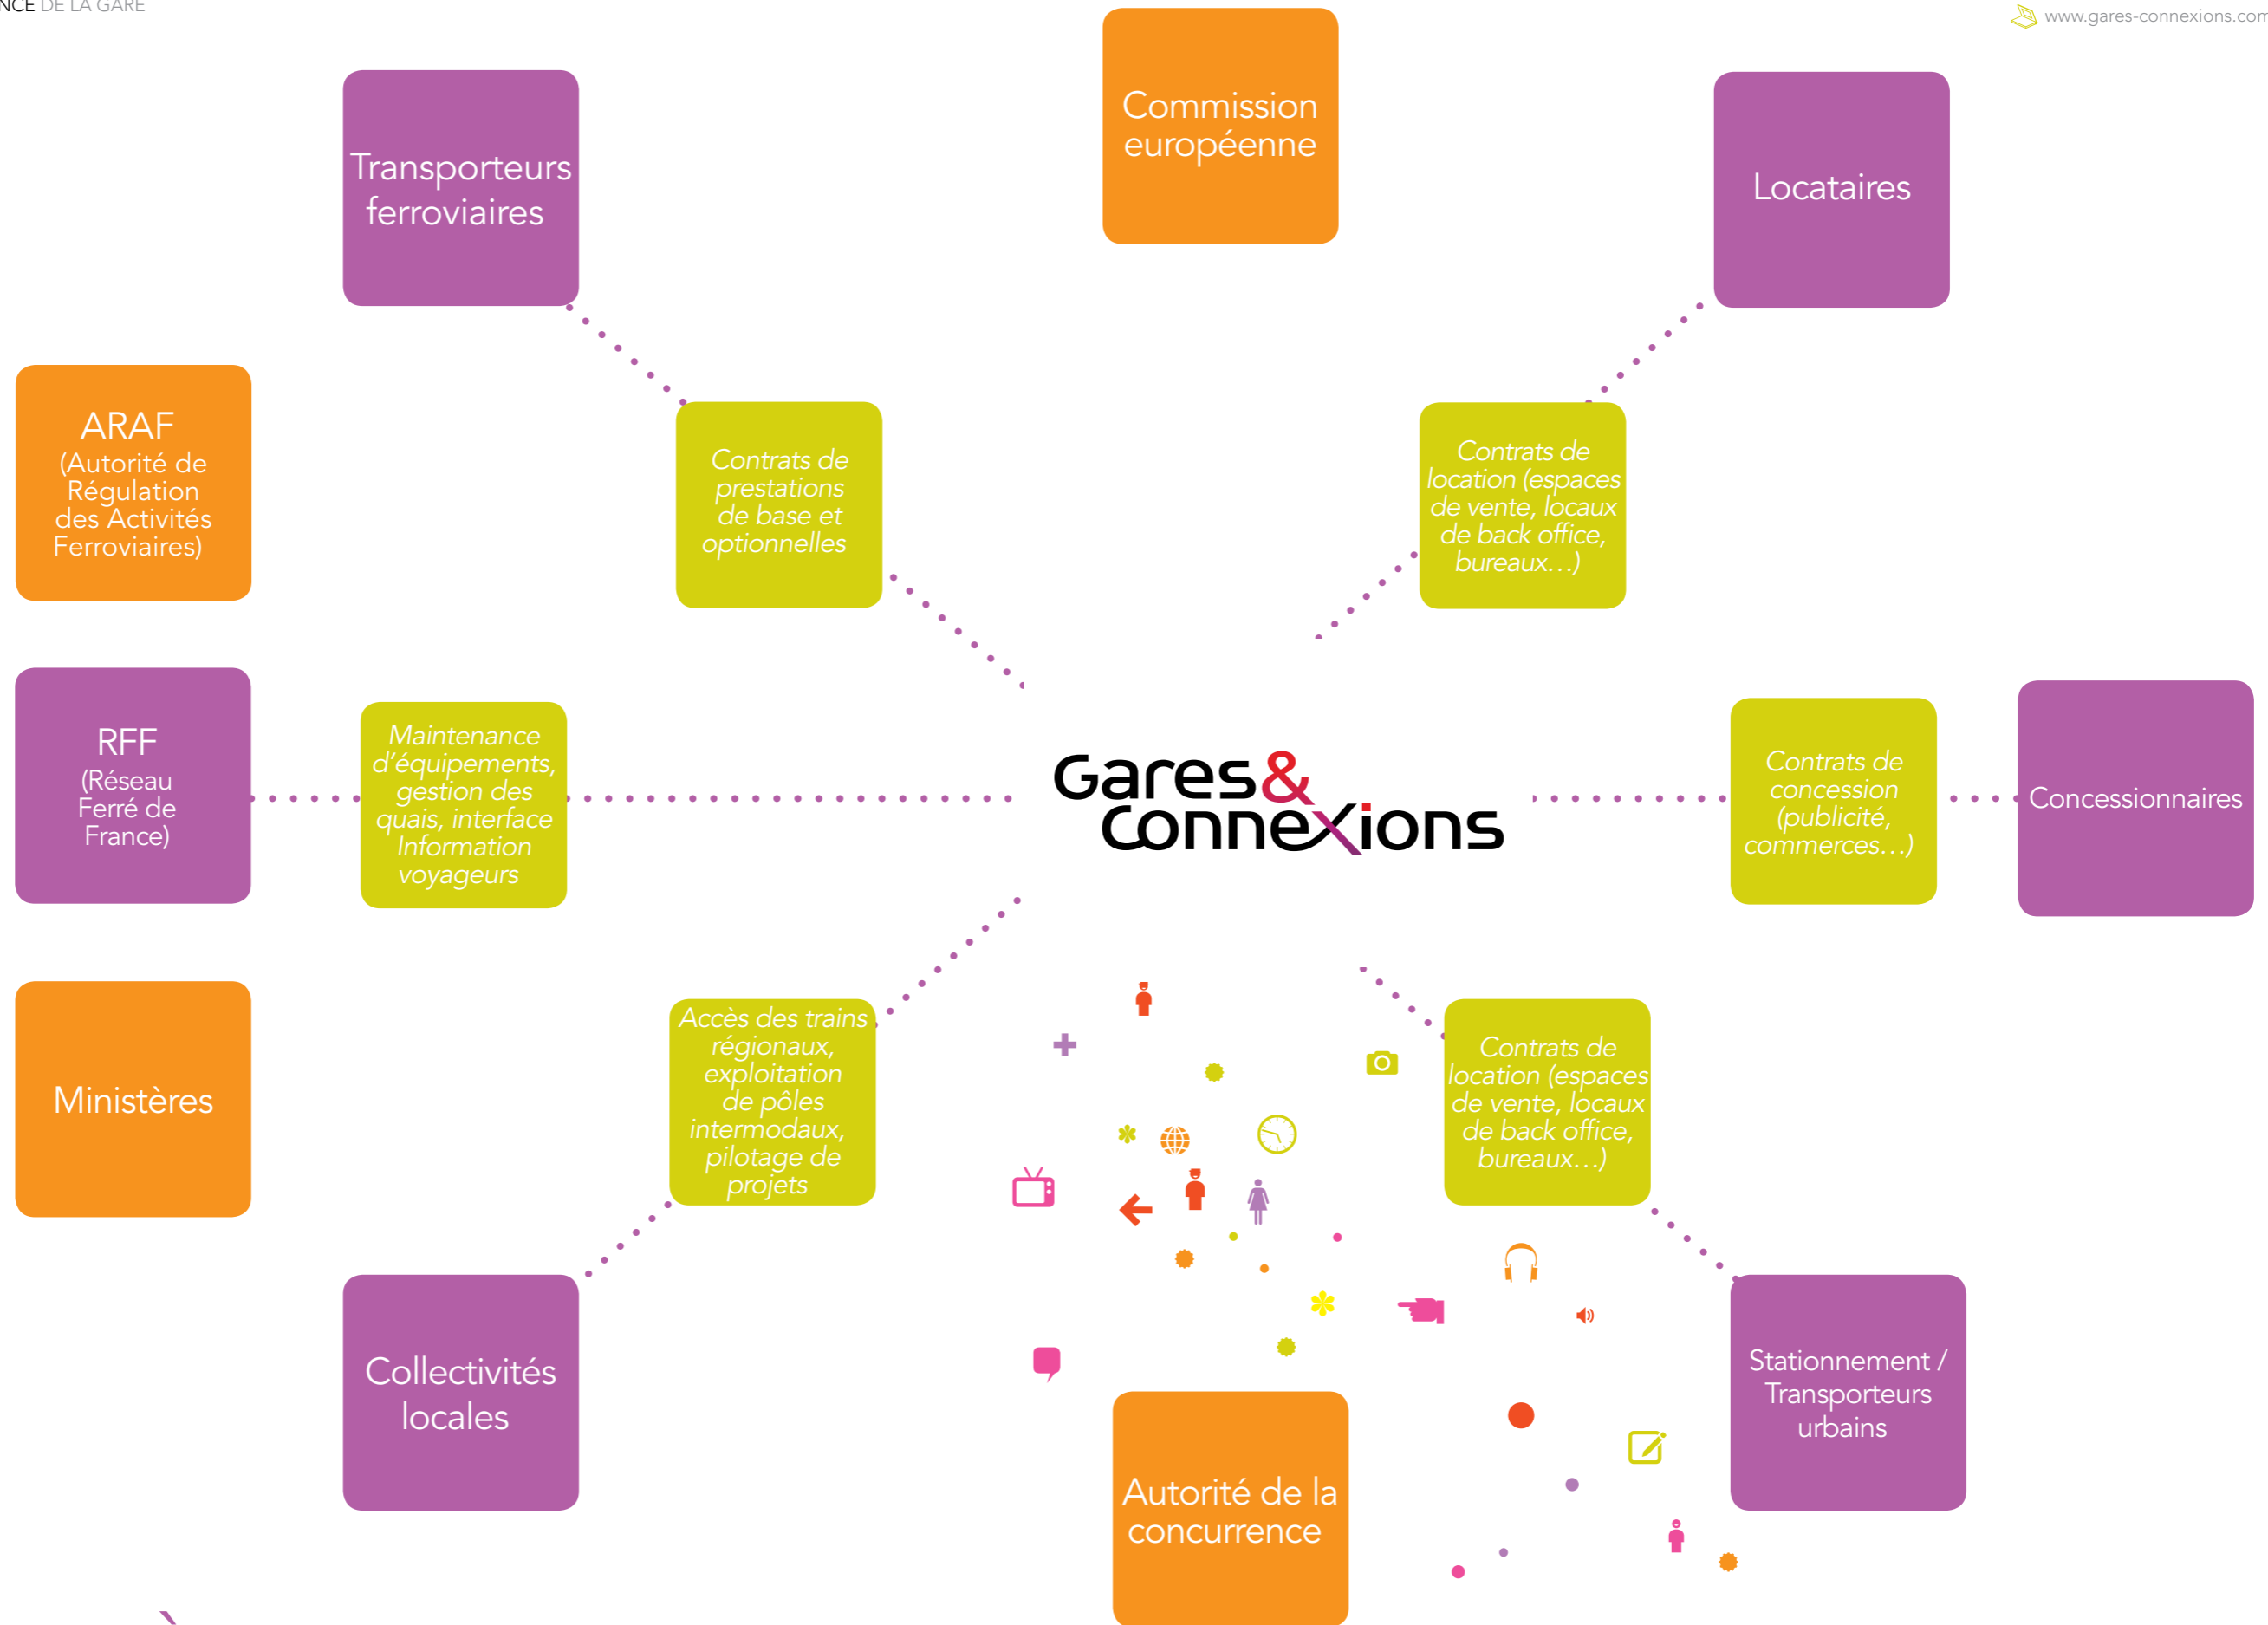 DE LA GARE
www.gares-connexions.com
Commission
européenne
Transporteurs
ferroviaires
Locataires
ARAF
(Autorité de
Régulation
des Activités
Ferroviaires)
Contrats de
prestations
de base et
optionnelles
Contrats de
location (espaces
de vente, locaux
de back office,
bureaux…)
RFF
(Réseau
Ferré de
France)
Maintenance
d'équipements,
gestion des
quais, interface
Information
voyageurs
Gares&
ConneXions
Contrats de
concession
(publicité,
commerces…)
Concessionnaires
Ministères
Accès des trains
régionaux,
exploitation
de pôles
intermodaux,
pilotage de
projets
Contrats de
location (espaces
de vente, locaux
de back office,
bureaux…)
Collectivités
locales
Stationnement /
Transporteurs
urbains
Autorité de la
concurrence